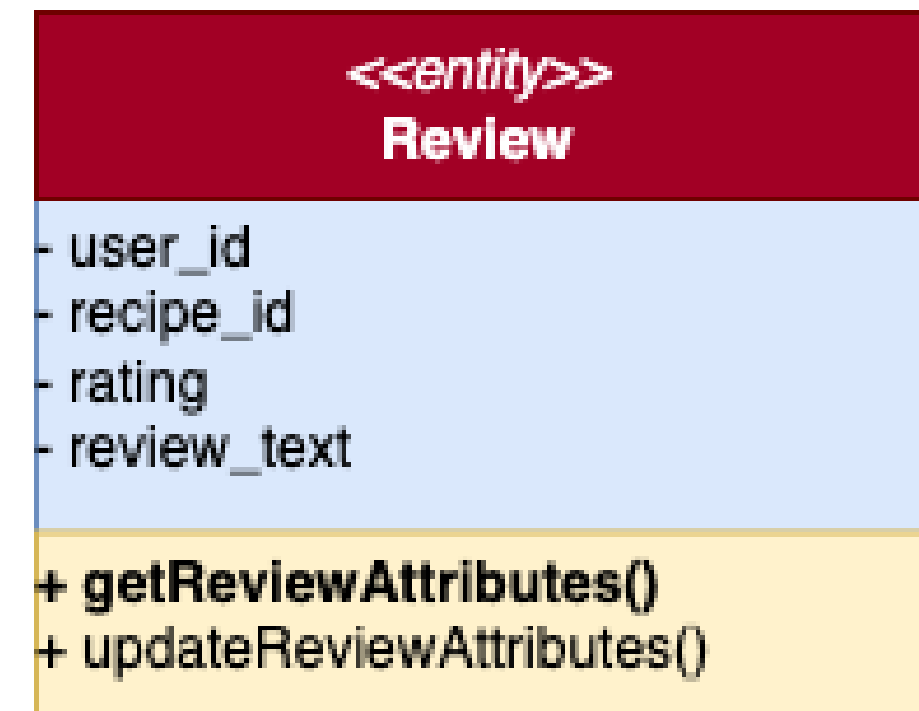 <<entity>>
Review
- user_id
- recipe_id
- rating
- review_text
+ getReviewAttributes()
+ updateReviewAttributes()